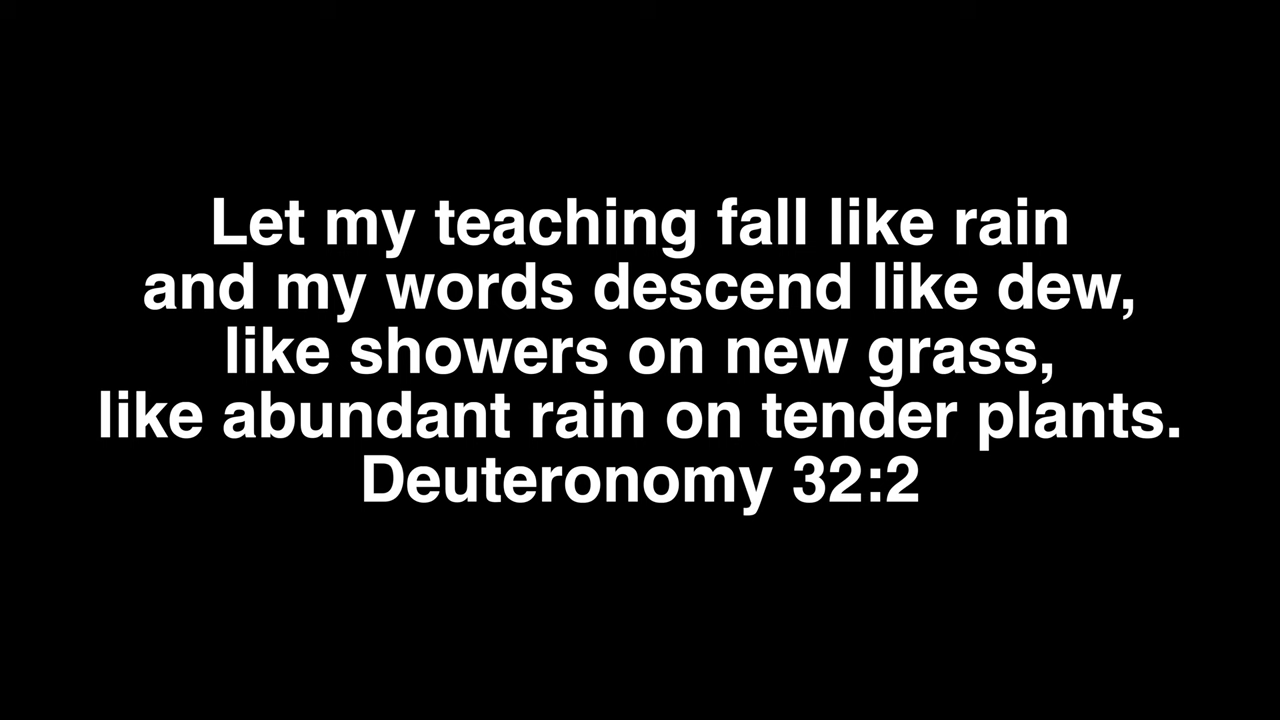 Let my teaching fall like rain
and my words descend like dew,
like showers on new grass,
like abundant rain on tender plants.
Deuteronomy 32:2